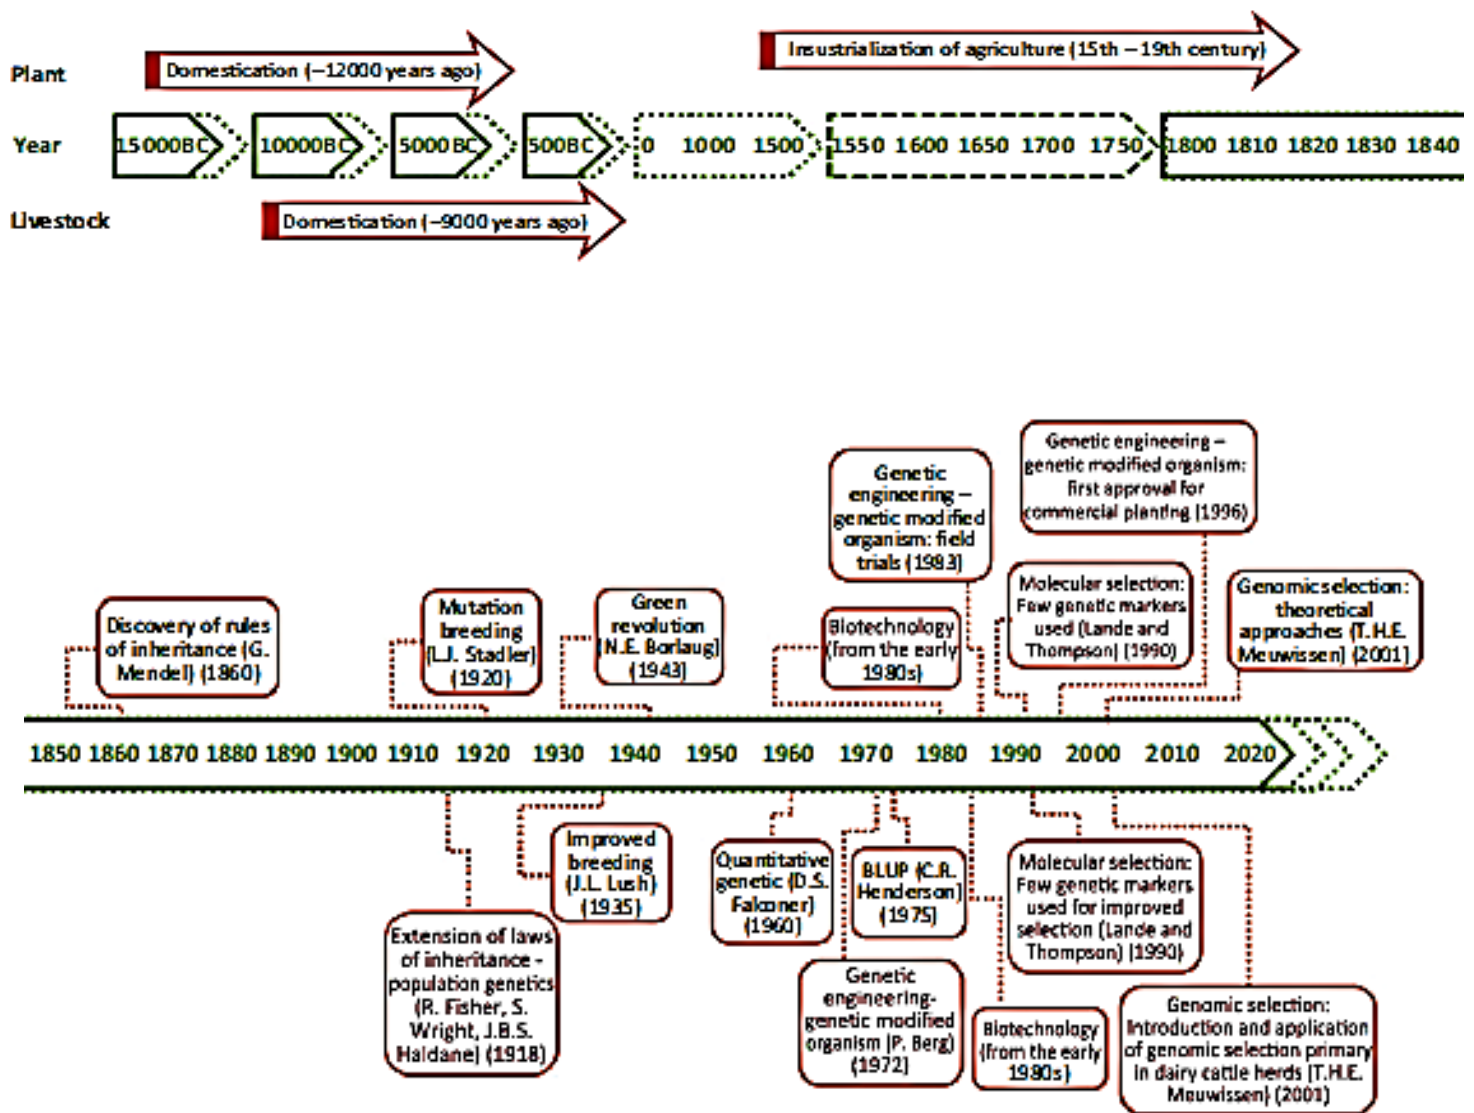 Insustrialization of agriculture (15th – 19th century)
Plant
Domestication (~12000 years ago)
Year
15000BC 10000BC 5000BC 500BC 0 1000 1500 1550 1600 1650 1700 1750 1800 1810 1820 1830 1840
Livestock
Domestication (~9000 years ago)
Discovery of rules
of inheritance (G.
Mendel) (1860)
Mutation
breeding
(L.J. Stadler)
(1920)
Green
revolution
(N.E. Borlaug)
(1943)
Biotechnology
(from the early
1980s)
Genetic
engineering –
genetic modified
organism: field
trials (1983)
Molecular selection:
Few genetic markers
used (Lande and
Thompson) (1990)
Genetic engineering –
genetic modified organism:
first approval for
commercial planting (1996)
Genomic selection:
theoretical
approaches (T.H.E.
Meuwissen) (2001)
1850 1860 1870 1880 1890 1900 1910 1920 1930 1940 1950 1960 1970 1980 1990 2000 2010 2020
Extension of laws
of inheritance -
population genetics
(R. Fisher, S.
Wright, J.B.S.
Haldane) (1918)
Improved
breeding
(J.L. Lush)
(1935)
Quantitative
genetic (D.S.
Falconer)
(1960)
Genetic
engineering-
genetic modified
organism (P. Berg)
(1972)
BLUP (C.R.
Henderson)
(1975)
Biotechnology
(from the early
1980s)
Molecular selection:
Few genetic markers
used for improved
selection (Lande and
Thompson) (1990)
Genomic selection:
Introduction and application
of genomic selection primary
in dairy cattle herds (T.H.E.
Meuwissen) (2001)